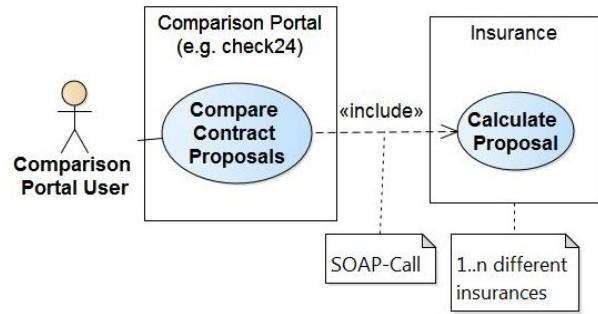 Comparison Portal
(e.g. check24)
Insurance
Compare
Contract
Proposals
«include»
Calculate
Proposal
Comparison
Portal User
SOAP-Call
1..n different
insurances